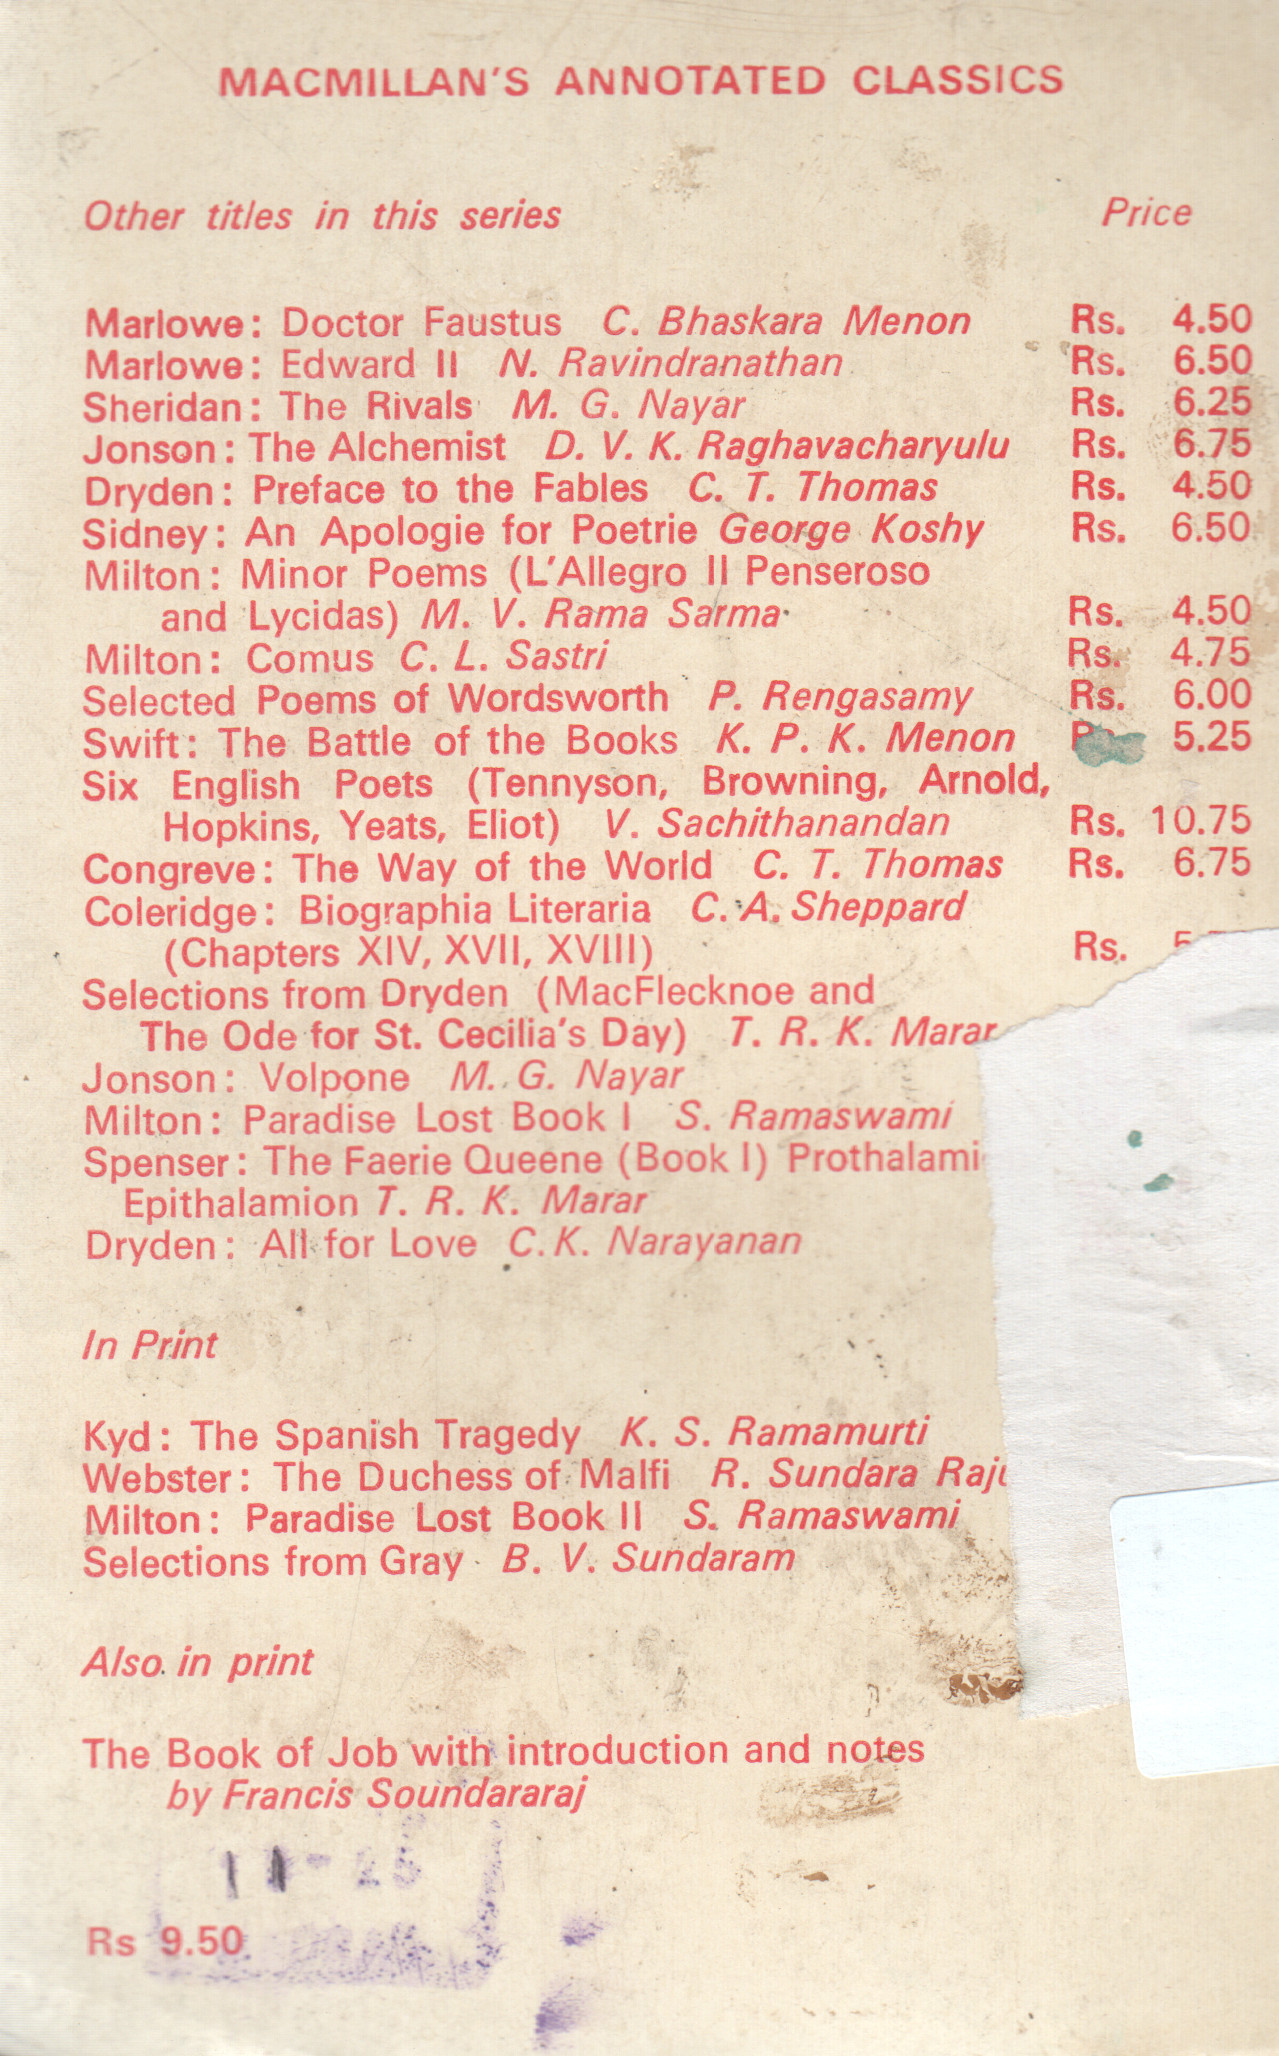 MACMILLAN'S ANNOTATED CLASSICS
Other titles in this series Price
Marlowe: Doctor Faustus C. Bhaskara Menon Rs. 4.50
Marlowe: Edward II N. Ravindranathan Rs. 6.50
Sheridan: The Rivals M. G. Nayar Rs. 6.25
Jonson: The Alchemist D. V. K. Raghavacharyulu Rs. 6.75
Dryden: Preface to the Fables C. T. Thomas Rs. 4.50
Sidney: An Apologie for Poetrie George Koshy Rs. 6.50
Milton: Minor Poems (L'Allegro Il Penseroso
and Lycidas) M. V. Rama Sarma Rs. 4.50
Milton: Comus C. L. Sastri Rs. 4.75
Selected Poems of Wordsworth P. Rengasamy Rs. 6.00
Swift: The Battle of the Books K. P. K. Menon 5.25
Six English Poets (Tennyson, Browning, Arnold,
Hopkins, Yeats, Eliot) V. Sachithanandan Rs. 10.75
Congreve: The Way of the World C. T. Thomas Rs. 6.75
Coleridge: Biographia Literaria C. A. Sheppard
(Chapters XIV, XVII, XVIII) Rs.
Selections from Dryden (MacFlecknoe and
The Ode for St. Cecilia's Day) T. R. K. Marar
Jonson: Volpone M. G. Nayar
Milton: Paradise Lost Book I S. Ramaswami
Spenser: The Faerie Queene (Book I) Prothalami
Epithalamion T. R. K. Marar
Dryden: All for Love C. K. Narayanan
In Print
Kyd: The Spanish Tragedy K. S. Ramamurti
Webster: The Duchess of Malfi R. Sundara Raju
Milton: Paradise Lost Book II S. Ramaswami
Selections from Gray B. V. Sundaram
Also in print
The Book of Job with introduction and notes
by Francis Soundararaj
Rs 9.50